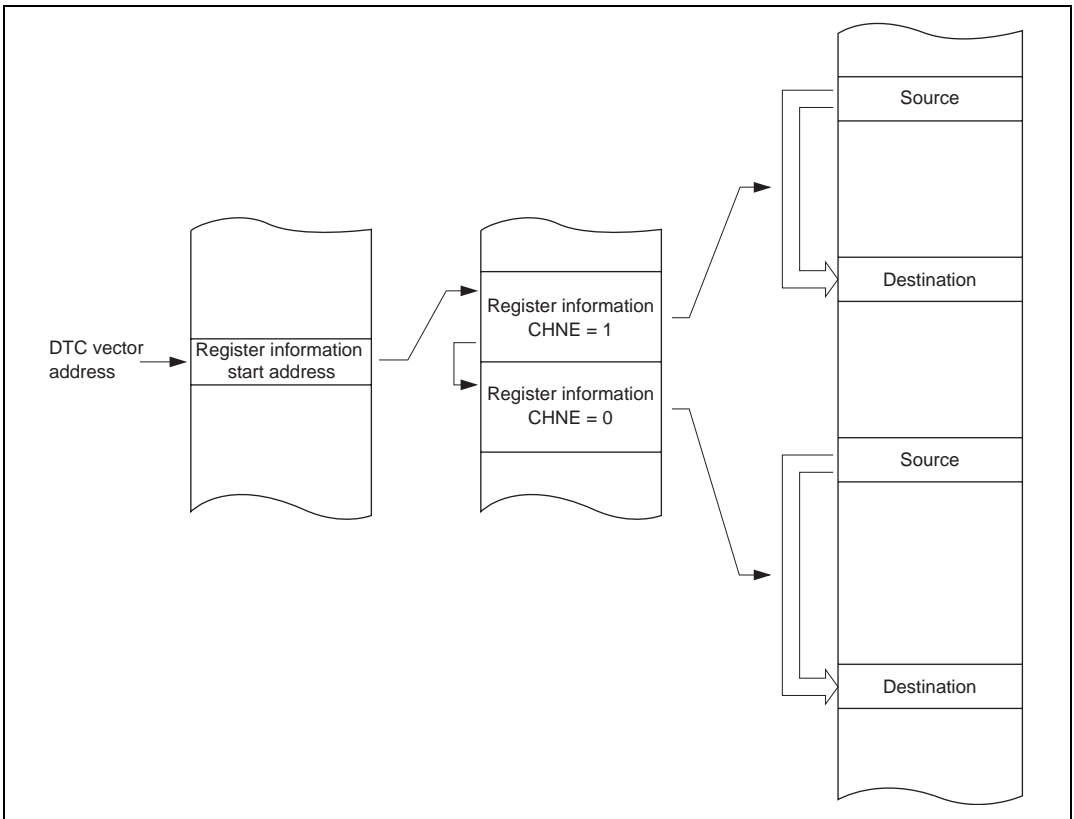 DTC vector
address
Register information
start address
Register information
CHNE = 1
Register information
CHNE = 0
Source
Destination
Source
Destination